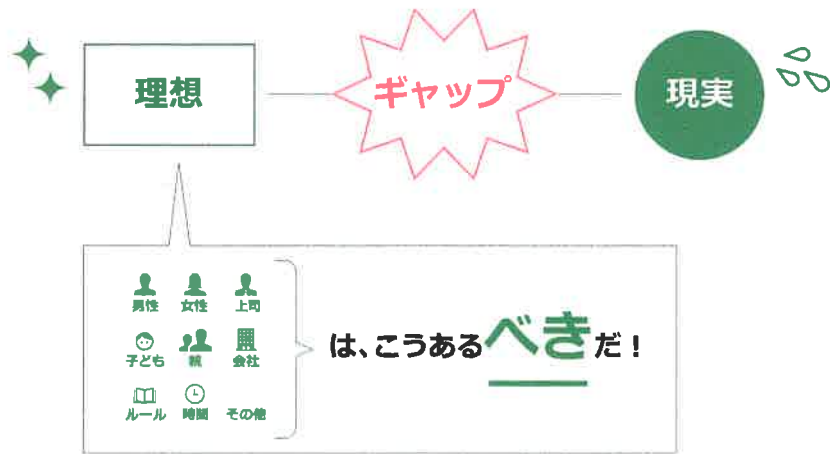 理想
ギャップ
現実
男性 女性 上司
子ども 親 会社
ルール 時間 その他
は、こうあるべきだ！